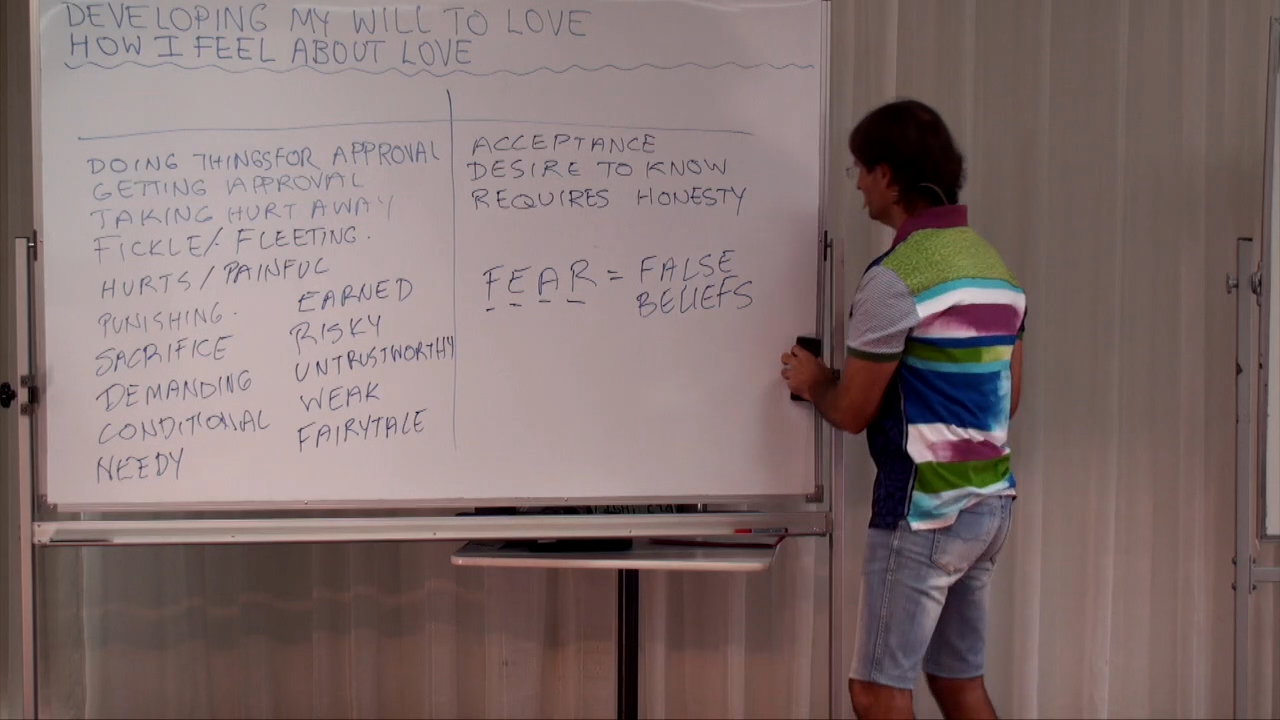 DEVELOPING MY WILL TO LOVE
HOW I FEEL ABOUT LOVE
DOING THINGS FOR APPROVAL
GETTING APPROVAL
TAKING HURT AWAY
FICKLE/. FLEETING.
HURTS/PAINFUL
PUNISHING.
SACRIFICE
DEMANDING
CONDITIONAL
NEEDY
EARNED
RISKY
UNTRUSTWORTHY
WEAK
FAIRYTALE
ACCEPTANCE
DESIRE TO KNOW
REQUIRES HONESTY
FEAR = FALSE
BELIEFS